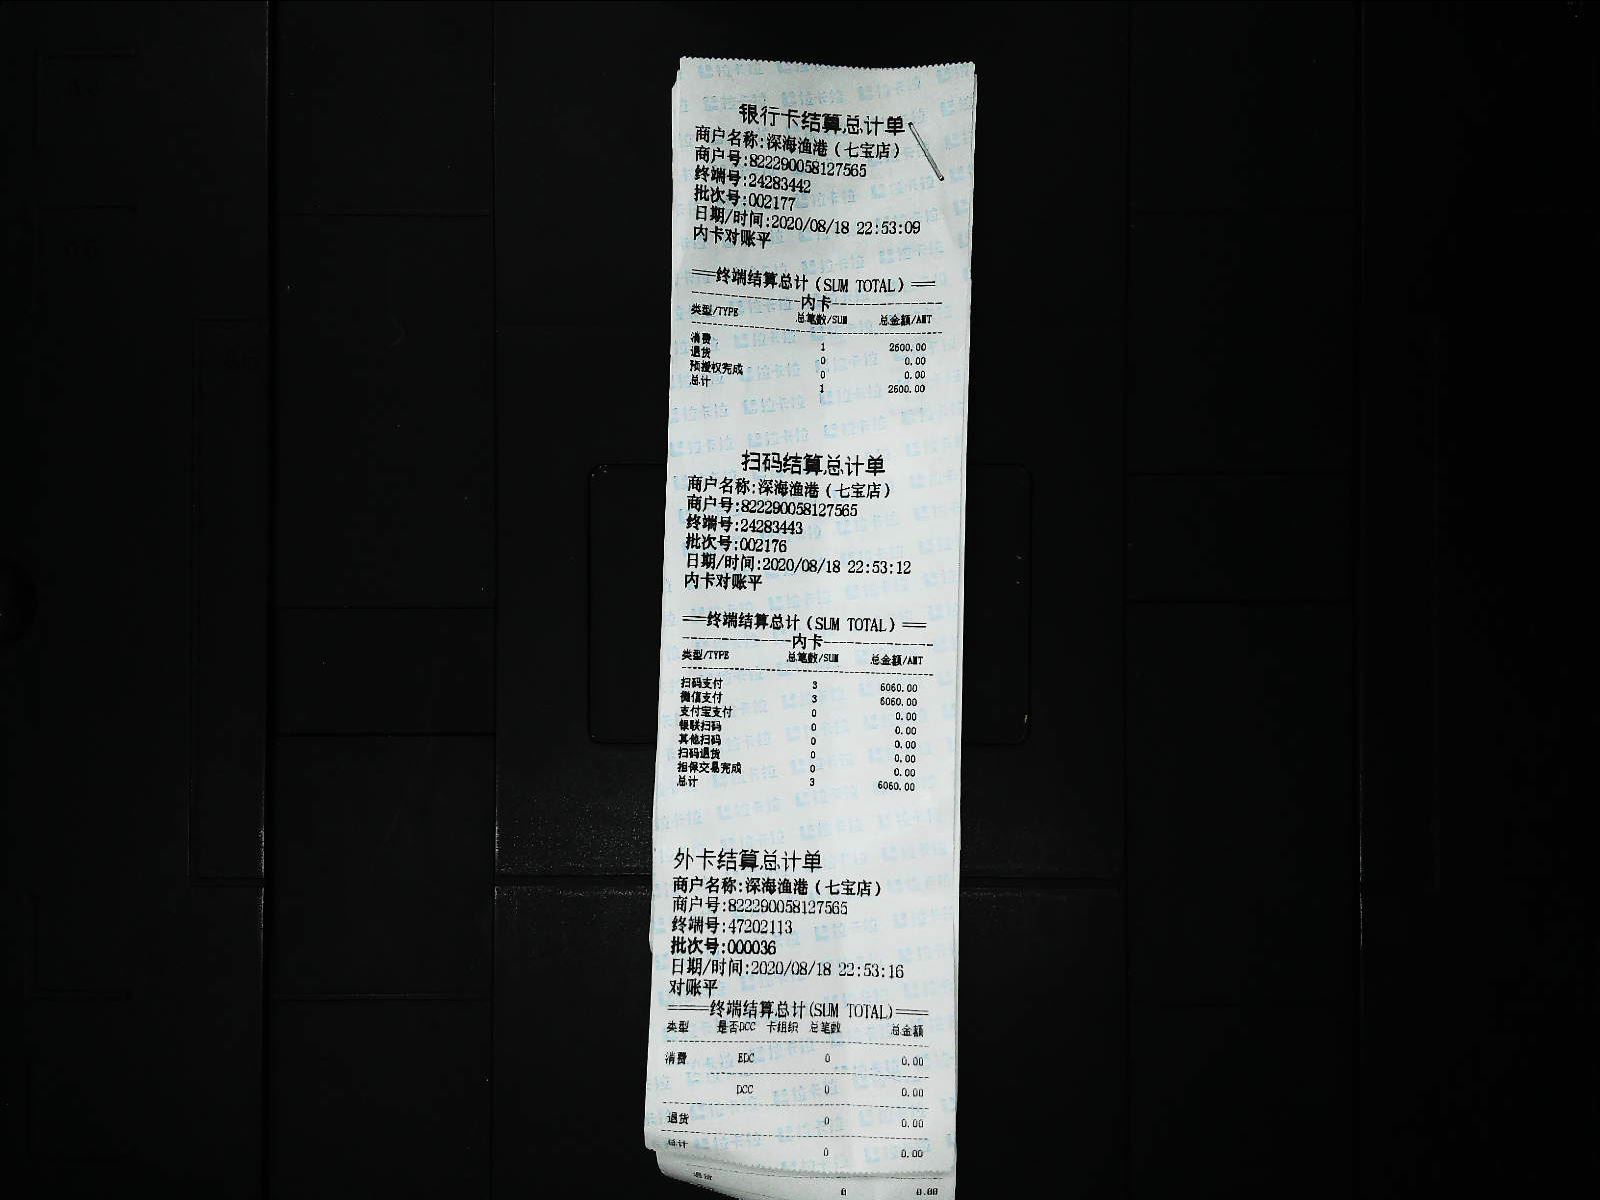 银行卡结算总计单
商户名称:深海渔港(七宝店)
商户号:822290058127565
终端号:24283442
批次号:002177
日期/时间:2020/08/18 22:53:09
内卡对账平
===终端结算总计(SUM TOTAL)===
内卡
类型/TYPE 总笔数/SUM 总金额/AMT
消费 1 2600.00
退货 0 0.00
预授权完成 0 0.00
总计 1 2600.00
扫码结算总计单
商户名称:深海渔港(七宝店)
商户号:822290058127565
终端号:24283443
批次号:002176
日期/时间:2020/08/18 22:53:12
内卡对账平
===终端结算总计(SUM TOTAL)===
内卡
类型/TYPE 总笔数/SUM 总金额/AMT
扫码支付 3 6060.00
微信支付 3 6060.00
支付宝支付 0 0.00
银联扫码 0 0.00
其他扫码 0 0.00
扫码退货 0 0.00
担保交易完成 0 0.00
总计 3 6060.00
外卡结算总计单
商户名称:深海渔港(七宝店)
商户号:822290058127565
终端号:47202113
批次号:000036
日期/时间:2020/08/18 22:53:16
对账平
=====终端结算总计(SUM TOTAL)====
类型 是否DCC 卡组织 总笔数 总金额
消费 EDC 0 0.00
DCC 0 0.00
退货 0 0.00
总计 0 0.00
退货 0 0.00